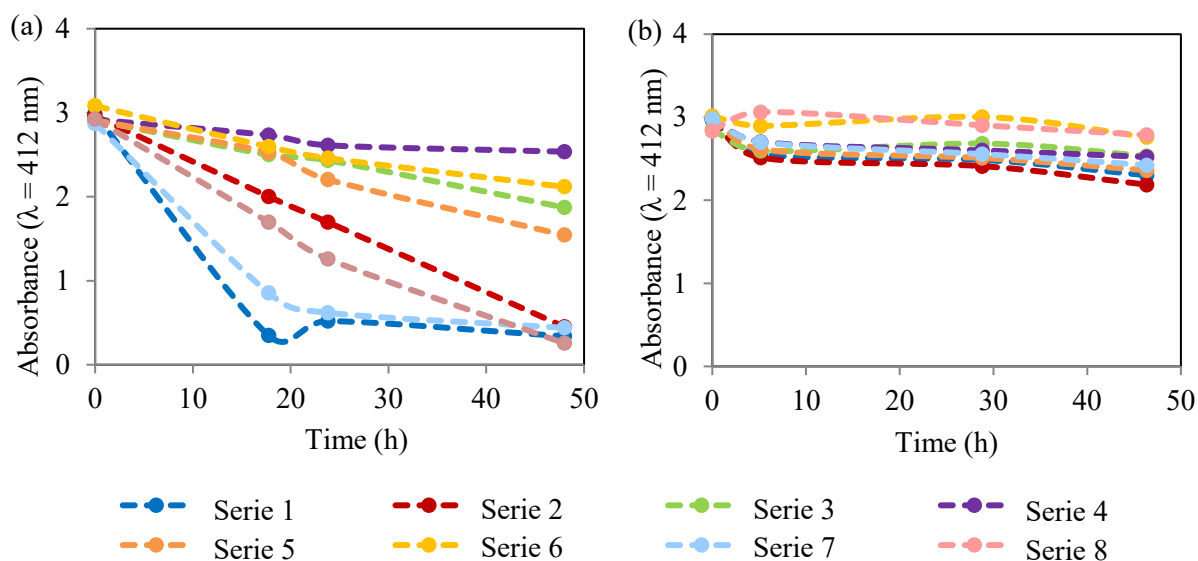 (a)
Absorbance (λ = 412 nm)
4
3
2
1
0
0 10 20 30 40 50
Time (h)
(b)
Absorbance (λ = 412 nm)
4
3
2
1
0
0 10 20 30 40 50
Time (h)
Serie 1 Serie 2 Serie 3 Serie 4
Serie 5 Serie 6 Serie 7 Serie 8